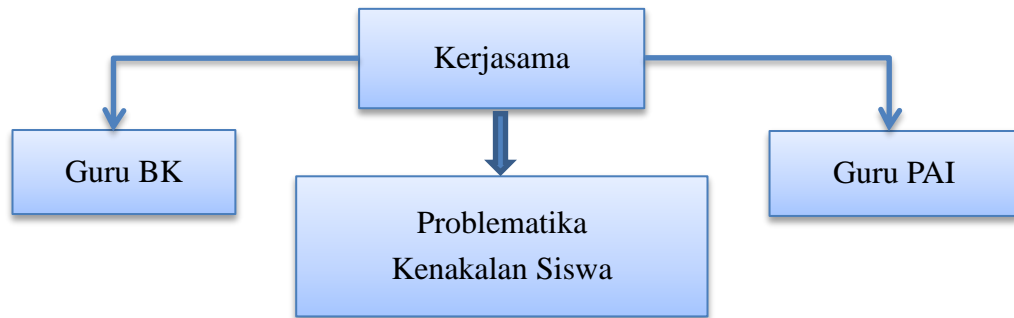 Kerjasama
Guru BK
Guru PAI
Problematika
Kenakalan Siswa